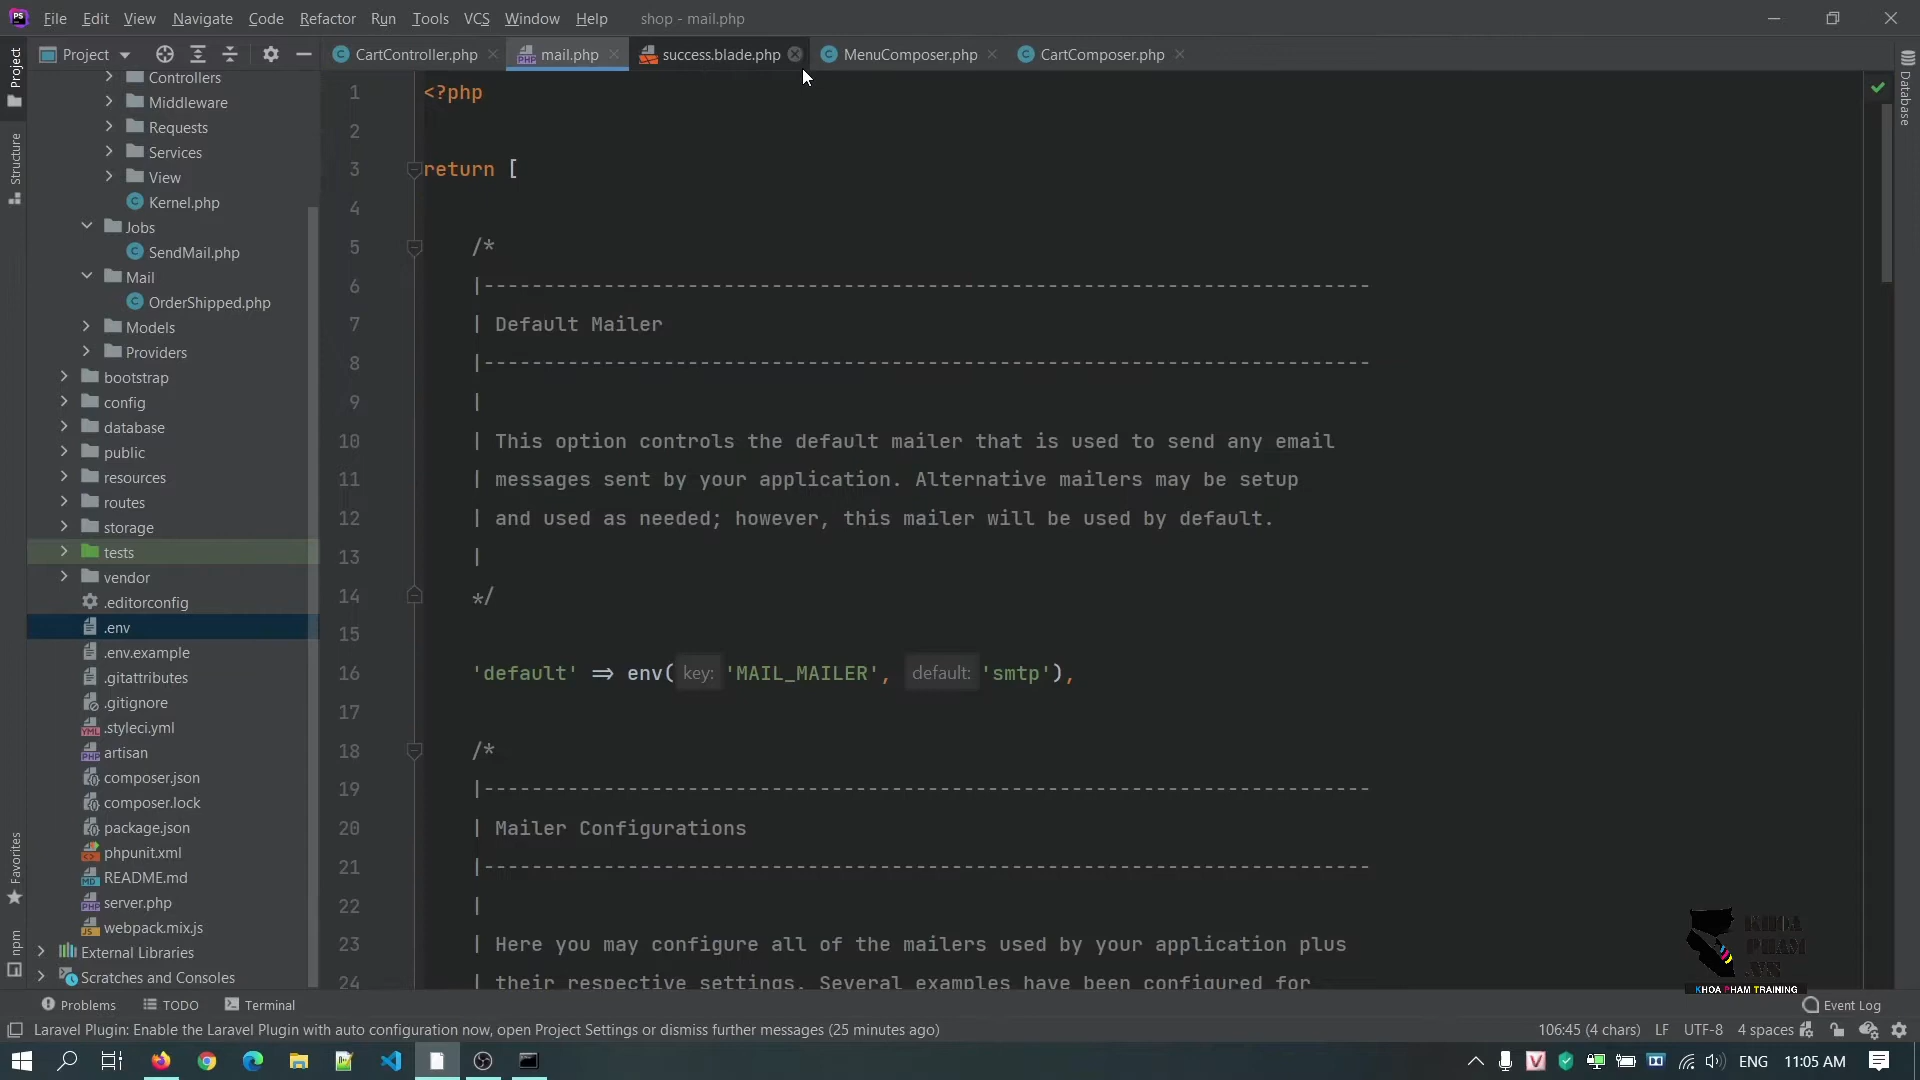 File Edit View Navigate Code Refactor Run Tools VCS Window Help shop - mail.php
Project
CartController.php mail.php success.blade.php MenuComposer.php CartComposer.php
Project
Structure
Favorites
npm
Database
Controllers
Middleware
Requests
Services
View
Kernel.php
Jobs
SendMail.php
Mail
OrderShipped.php
Models
Providers
bootstrap
config
database
public
resources
routes
storage
tests
vendor
.editorconfig
.env
.env.example
.gitattributes
.gitignore
.styleci.yml
artisan
composer.json
composer.lock
package.json
phpunit.xml
README.md
server.php
webpack.mix.js
External Libraries
Scratches and Consoles
1 <?php
2
3 return [
4
5 /*
6 |--------------------------------------------------------------------------
7 | Default Mailer
8 |--------------------------------------------------------------------------
9 |
10 | This option controls the default mailer that is used to send any email
11 | messages sent by your application. Alternative mailers may be setup
12 | and used as needed; however, this mailer will be used by default.
13 |
14 */
15
16 'default' => env( key: 'MAIL_MAILER', default: 'smtp'),
17
18 /*
19 |--------------------------------------------------------------------------
20 | Mailer Configurations
21 |--------------------------------------------------------------------------
22 |
23 | Here you may configure all of the mailers used by your application plus
24 | their respective settings. Several examples have been configured for
KHOA
PHAM
.VN
KHOA PHAM TRAINING
Problems TODO Terminal Event Log
Laravel Plugin: Enable the Laravel Plugin with auto configuration now, open Project Settings or dismiss further messages (25 minutes ago) 106:45 (4 chars) LF UTF-8 4 spaces
ENG 11:05 AM